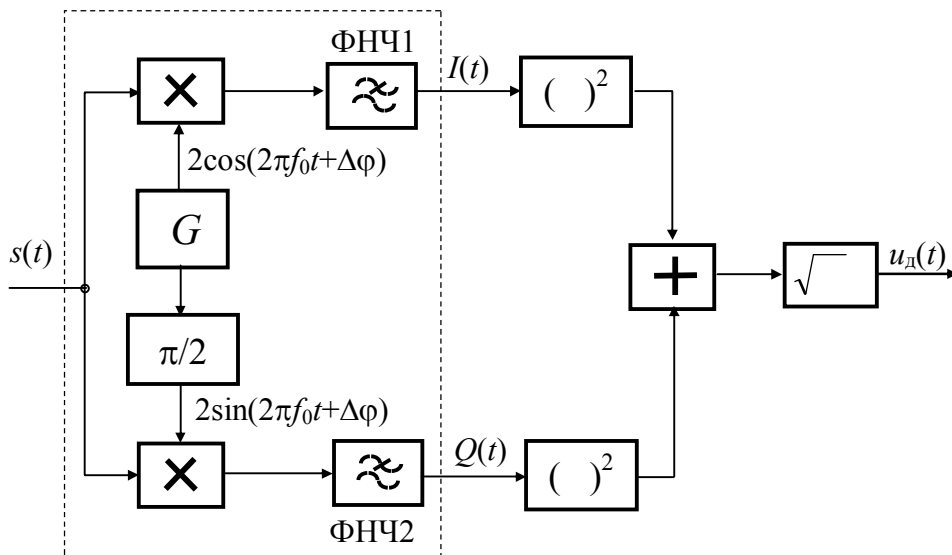 ФНЧ1
I(t)
( )²
×
2cos(2πf₀t+Δφ)
G
s(t)
+
√
uд(t)
π/2
2sin(2πf₀t+Δφ)
×
Q(t)
( )²
ФНЧ2